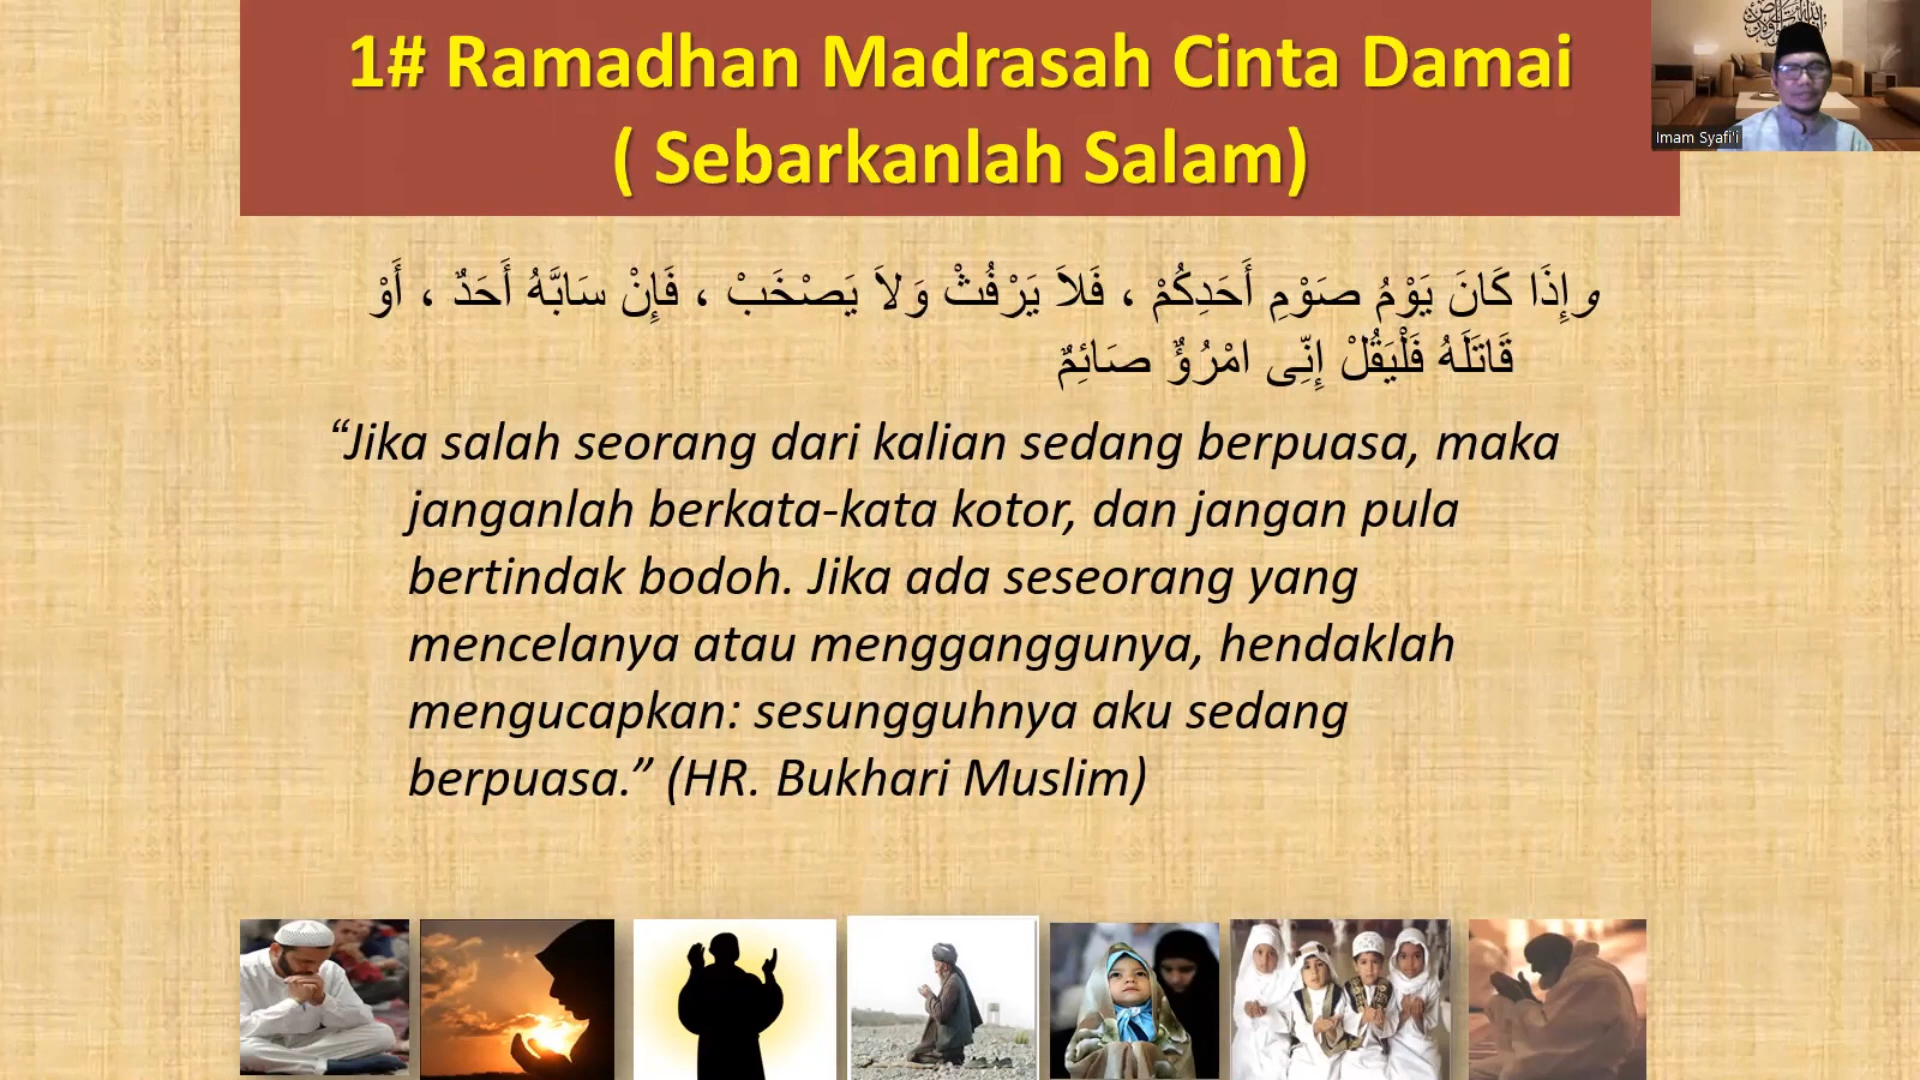 1# Ramadhan Madrasah Cinta Damai
( Sebarkanlah Salam)
Imam Syafi'i
وإِذَا كَانَ يَوْمُ صَوْمِ أَحَدِكُمْ ، فَلاَ يَرْفُثْ وَلاَ يَصْخَبْ ، فَإِنْ سَابَّهُ أَحَدٌ ، أَوْ
قَاتَلَهُ فَلْيَقُلْ إِنِّى امْرُؤٌ صَائِمٌ
“Jika salah seorang dari kalian sedang berpuasa, maka
janganlah berkata-kata kotor, dan jangan pula
bertindak bodoh. Jika ada seseorang yang
mencelanya atau mengganggunya, hendaklah
mengucapkan: sesungguhnya aku sedang
berpuasa.” (HR. Bukhari Muslim)